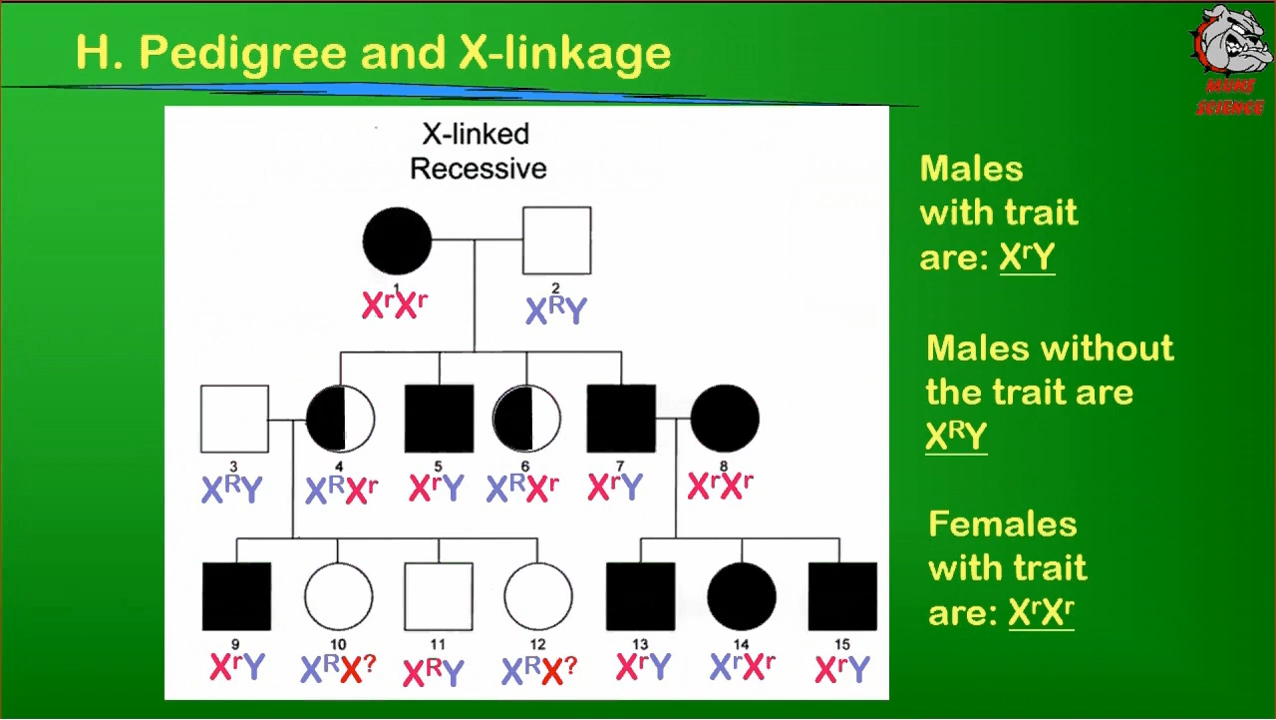 H. Pedigree and X-linkage
MUHS
SCIENCE
X-linked
Recessive
1 2
XʳXʳ XᴿY
3 4 5 6 7 8
XᴿY XᴿXʳ XʳY XᴿXʳ XʳY XʳXʳ
9 10 11 12 13 14 15
XʳY XᴿX? XᴿY XᴿX? XʳY XʳXʳ XʳY
Males
with trait
are: XʳY
Males without
the trait are
XᴿY
Females
with trait
are: XʳXʳ